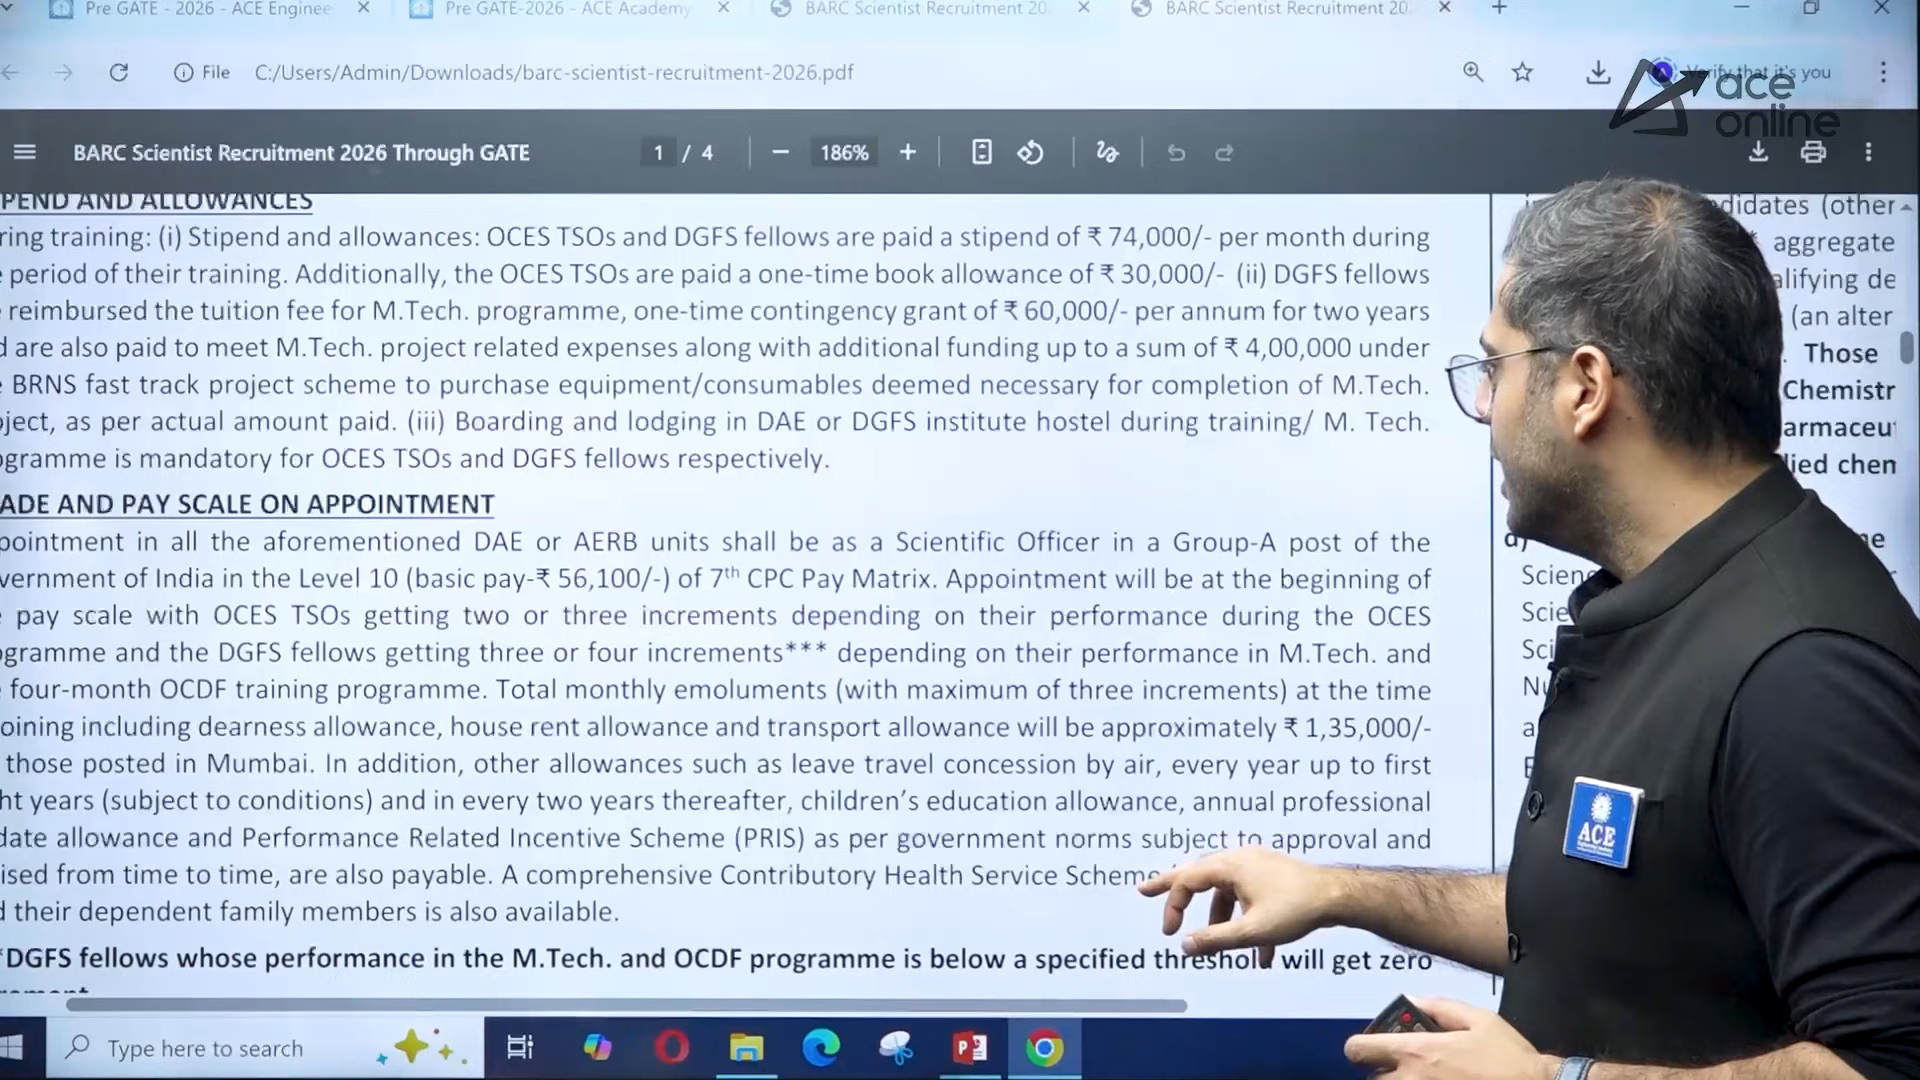 Pre GATE - 2026 - ACE Enginee
Pre GATE-2026 - ACE Academy
BARC Scientist Recruitment 20
BARC Scientist Recruitment 20
File C:/Users/Admin/Downloads/barc-scientist-recruitment-2026.pdf
Verify that it's you
ace
online
BARC Scientist Recruitment 2026 Through GATE
1 / 4
186%
PEND AND ALLOWANCES
ring training: (i) Stipend and allowances: OCES TSOs and DGFS fellows are paid a stipend of ₹ 74,000/- per month during
period of their training. Additionally, the OCES TSOs are paid a one-time book allowance of ₹ 30,000/- (ii) DGFS fellows
reimbursed the tuition fee for M.Tech. programme, one-time contingency grant of ₹ 60,000/- per annum for two years
d are also paid to meet M.Tech. project related expenses along with additional funding up to a sum of ₹ 4,00,000 under
BRNS fast track project scheme to purchase equipment/consumables deemed necessary for completion of M.Tech.
ject, as per actual amount paid. (iii) Boarding and lodging in DAE or DGFS institute hostel during training/ M. Tech.
gramme is mandatory for OCES TSOs and DGFS fellows respectively.
ADE AND PAY SCALE ON APPOINTMENT
pointment in all the aforementioned DAE or AERB units shall be as a Scientific Officer in a Group-A post of the
vernment of India in the Level 10 (basic pay-₹ 56,100/-) of 7th CPC Pay Matrix. Appointment will be at the beginning of
pay scale with OCES TSOs getting two or three increments depending on their performance during the OCES
gramme and the DGFS fellows getting three or four increments*** depending on their performance in M.Tech. and
four-month OCDF training programme. Total monthly emoluments (with maximum of three increments) at the time
oining including dearness allowance, house rent allowance and transport allowance will be approximately ₹ 1,35,000/-
those posted in Mumbai. In addition, other allowances such as leave travel concession by air, every year up to first
ht years (subject to conditions) and in every two years thereafter, children's education allowance, annual professional
date allowance and Performance Related Incentive Scheme (PRIS) as per government norms subject to approval and
ised from time to time, are also payable. A comprehensive Contributory Health Service Scheme
d their dependent family members is also available.
DGFS fellows whose performance in the M.Tech. and OCDF programme is below a specified threshold will get zero
didates (other
aggregate
alifying de
(an alter
Those
Chemistr
armaceu
lied chem
d)
Scienc
Scie
Sci
Nu
ACE
Type here to search